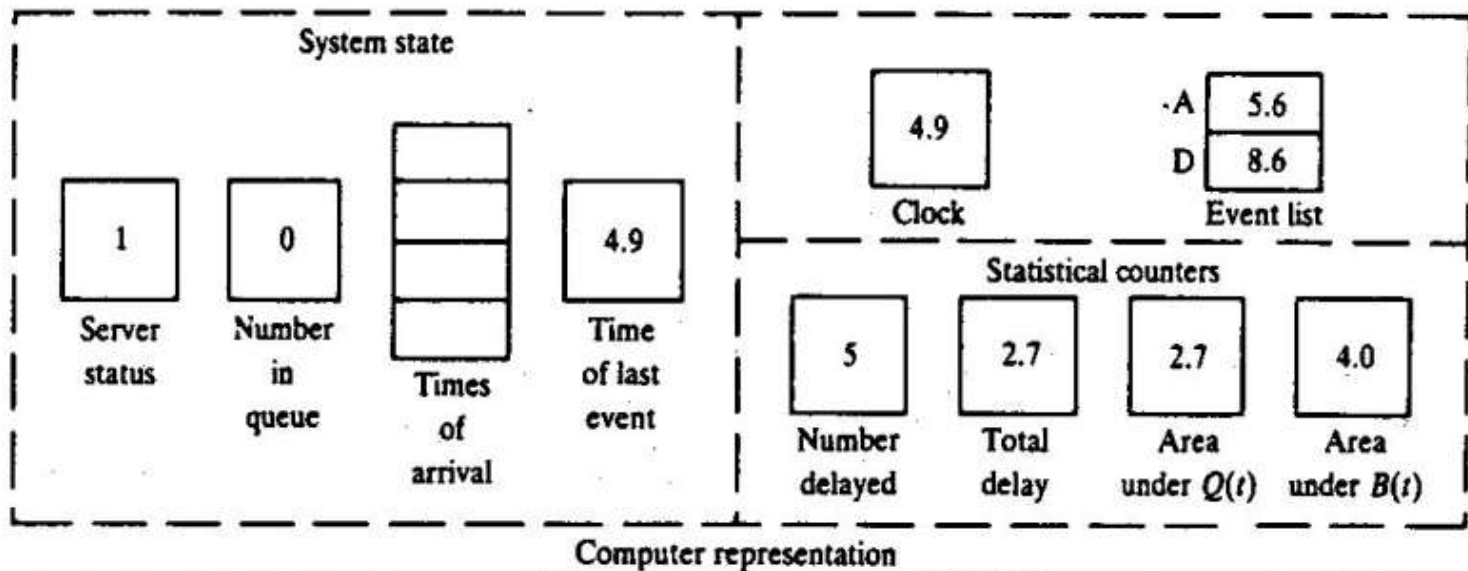 System state
1
Server
status
0
Number
in
queue
Times
of
arrival
4.9
Time
of last
event
4.9
Clock
A
5.6
D
8.6
Event list
Statistical counters
5
Number
delayed
2.7
Total
delay
2.7
Area
under Q(t)
4.0
Area
under B(t)
Computer representation